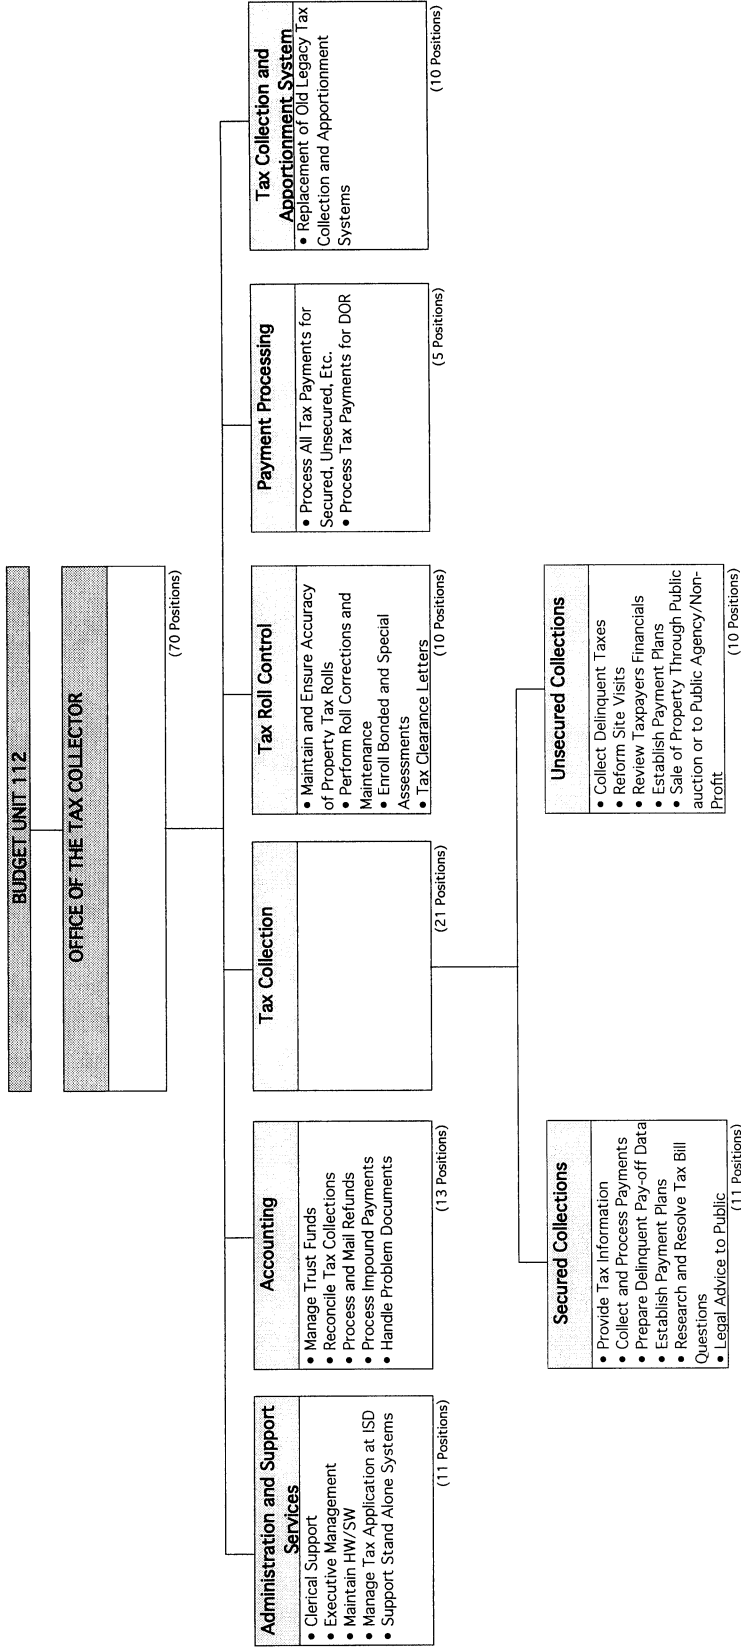 BUDGET UNIT 112
OFFICE OF THE TAX COLLECTOR
(70 Positions)
Administration and Support
Services
• Clerical Support
• Executive Management
• Maintain HW/SW
• Manage Tax Application at ISD
• Support Stand Alone Systems
(11 Positions)
Accounting
• Manage Trust Funds
• Reconcile Tax Collections
• Process and Mail Refunds
• Process Impound Payments
• Handle Problem Documents
(13 Positions)
Tax Collection
(21 Positions)
Tax Roll Control
• Maintain and Ensure Accuracy
of Property Tax Rolls
• Perform Roll Corrections and
Maintenance
• Enroll Bonded and Special
Assessments
• Tax Clearance Letters
(10 Positions)
Payment Processing
• Process All Tax Payments for
Secured, Unsecured, Etc.
• Process Tax Payments for DOR
(5 Positions)
Tax Collection and
Apportionment System
• Replacement of Old Legacy Tax
Collection and Apportionment
Systems
(10 Positions)
Secured Collections
• Provide Tax Information
• Collect and Process Payments
• Prepare Delinquent Pay-off Data
• Establish Payment Plans
• Research and Resolve Tax Bill
Questions
• Legal Advice to Public
(11 Positions)
Unsecured Collections
• Collect Delinquent Taxes
• Reform Site Visits
• Review Taxpayers Financials
• Establish Payment Plans
• Sale of Property Through Public
auction or to Public Agency/Non-
Profit
(10 Positions)